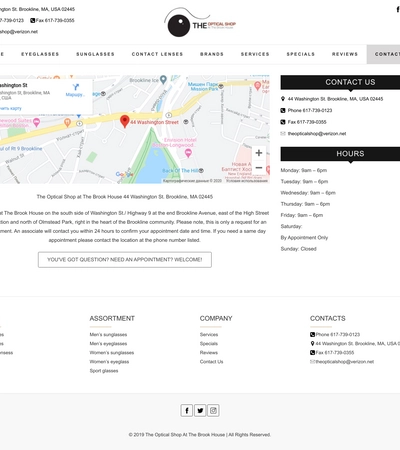 ngton St. Brookline, MA, USA 02445
617-739-0123 Fax 617-739-0355
theopticalshop@verizon.net
THE OPTICAL SHOP
EYEGLASSES SUNGLASSES CONTACT LENSES BRANDS SERVICES SPECIALS REVIEWS CONTAC
ashington St
ngton St, Brookline, MA,
США
Маршру..
ить карту
Brookline Ice
44 Washington Street
Back Of The Hill
Google
Картографические данные © 2020 Условия использования
The Optical Shop at The Brook House 44 Washington St, Brookline, MA 02445
al at The Brook House on the south side of Washington St./ Highway 9 at the end Brookline Avenue, east of the High Street
ction and north of Olmstead Park, right in the heart of the Brookline community. Please note, this is only a request for an
ment. An associate will contact you within 24 hours to confirm your appointment date and time. If you need a same day
appointment please contact the location at the phone number listed.
YOU'VE GOT QUESTION? NEED AN APPOINTMENT? WELCOME!
CONTACT US
44 Washington St. Brookline, MA, USA 02445
Phone 617-739-0123
Fax 617-739-0355
theopticalshop@verizon.net
HOURS
Monday: 9am – 6pm
Tuesday: 9am – 6pm
Wednesday: 9am – 6pm
Thursday: 9am – 6pm
Friday: 9am – 6pm
Saturday:
By Appointment Only
Sunday: Closed
ASSORTMENT
Men's sunglasses
Men's eyeglasses
Women's sunglasses
Women's eyeglass
Sport glasses
COMPANY
Services
Specials
Reviews
Contact Us
CONTACTS
Phone 617-739-0123
44 Washington St. Brookline, MA, USA 02445
Fax 617-739-0355
theopticalshop@verizon.net
© 2019 The Optical Shop At The Brook House | All Rights Reserved.